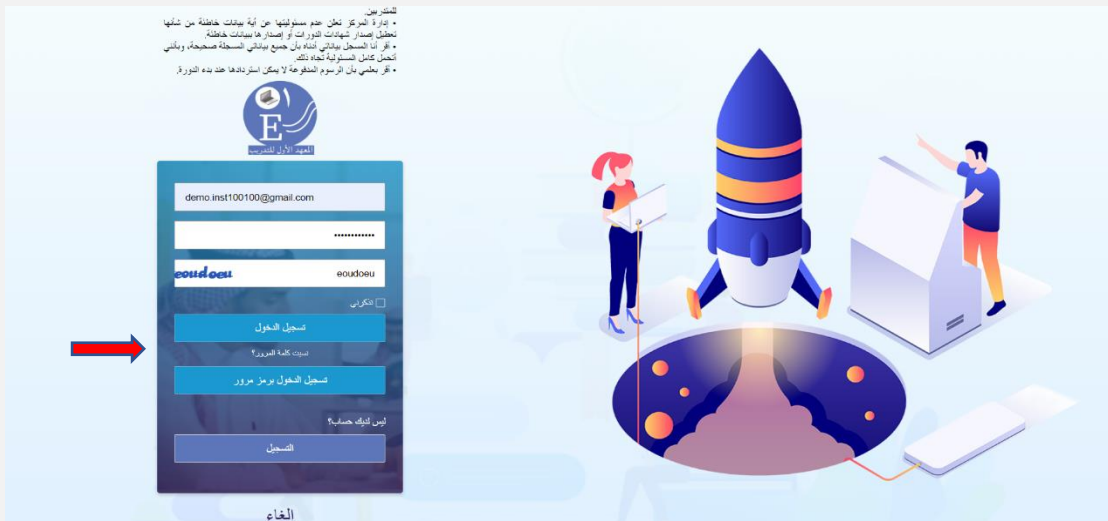 للمتدربين.
• إدارة المركز تعلن عدم مسئوليتها عن أية بيانات خاطئة من شأنها
تعطيل إصدار شهادات الدورات أو إصدارها ببيانات خاطئة.
• أقر أنا المسجل بياناتي أدناه بأن جميع بياناتي المسجلة صحيحة، وبأنني
أتحمل كامل المسئولية تجاه ذلك.
• أقر بعلمي بأن الرسوم المدفوعة لا يمكن استردادها عند بدء الدورة.
١
E
المعهد الأول للتدريب
demo.inst100100@gmail.com
••••••••••••
eoudoeu eoudoeu
تذكرني
تسجيل الدخول
نسيت كلمة المرور؟
تسجيل الدخول برمز مرور
ليس لديك حساب؟
التسجيل
الغاء